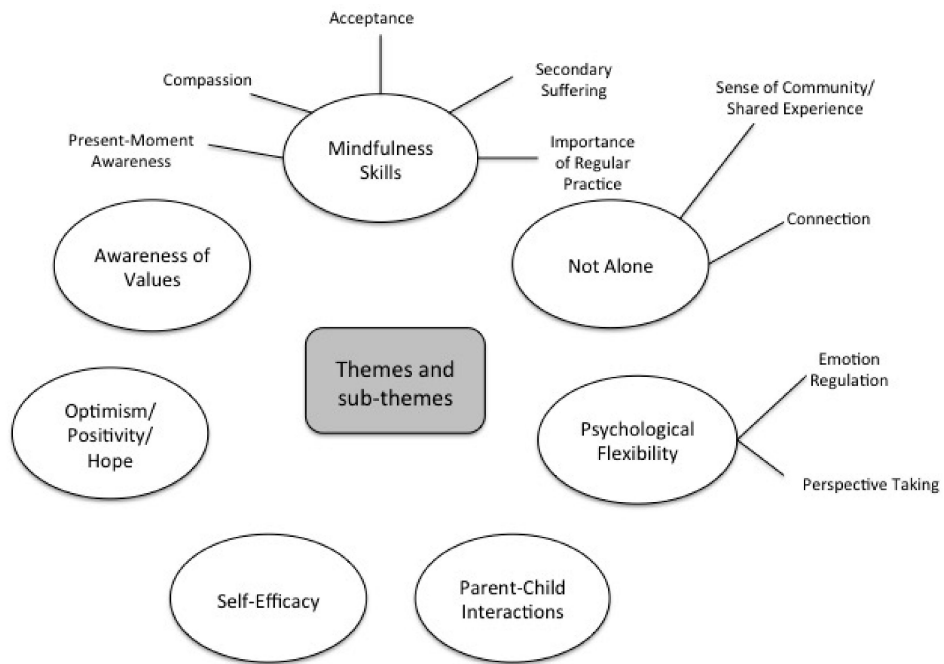 Acceptance
Compassion
Secondary
Suffering
Sense of Community/
Shared Experience
Present-Moment
Awareness
Mindfulness
Skills
Importance
of Regular
Practice
Connection
Awareness of
Values
Not Alone
Themes and
sub-themes
Emotion
Regulation
Optimism/
Positivity/
Hope
Psychological
Flexibility
Perspective Taking
Self-Efficacy
Parent-Child
Interactions